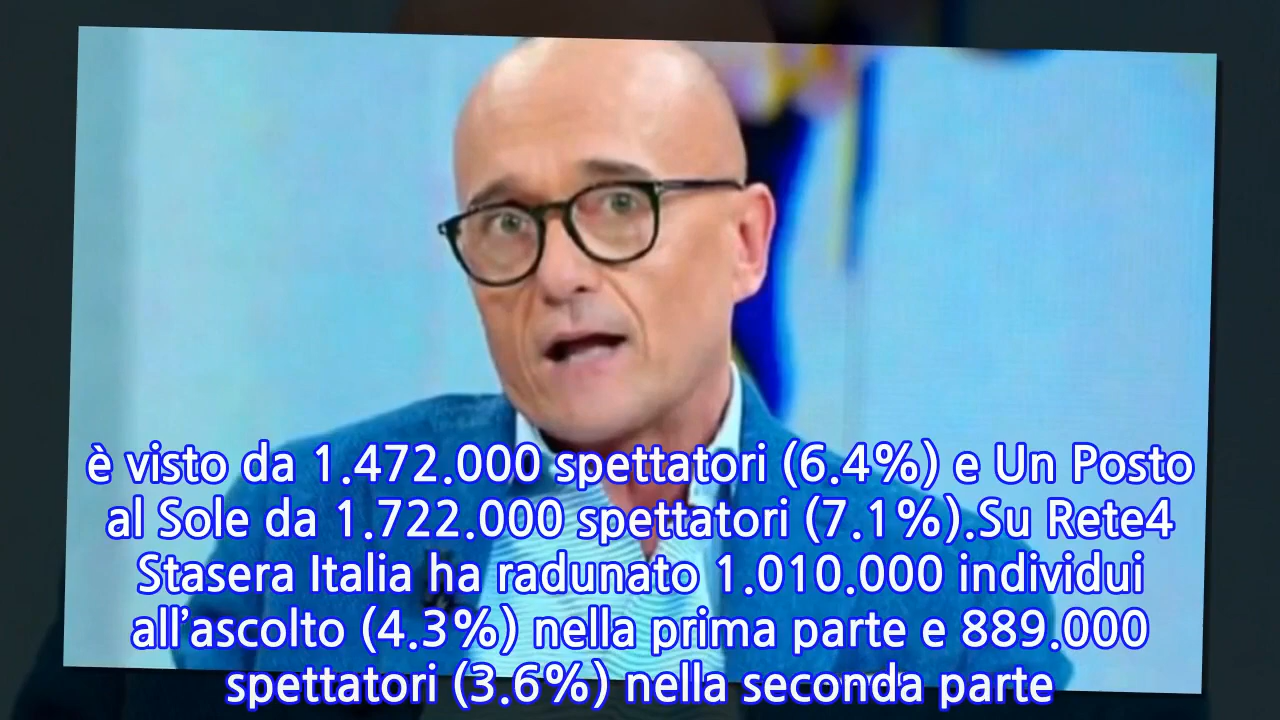 è visto da 1.472.000 spettatori (6.4%) e Un Posto
al Sole da 1.722.000 spettatori (7.1%).Su Rete4
Stasera Italia ha radunato 1.010.000 individui
all’ascolto (4.3%) nella prima parte e 889.000
spettatori (3.6%) nella seconda parte